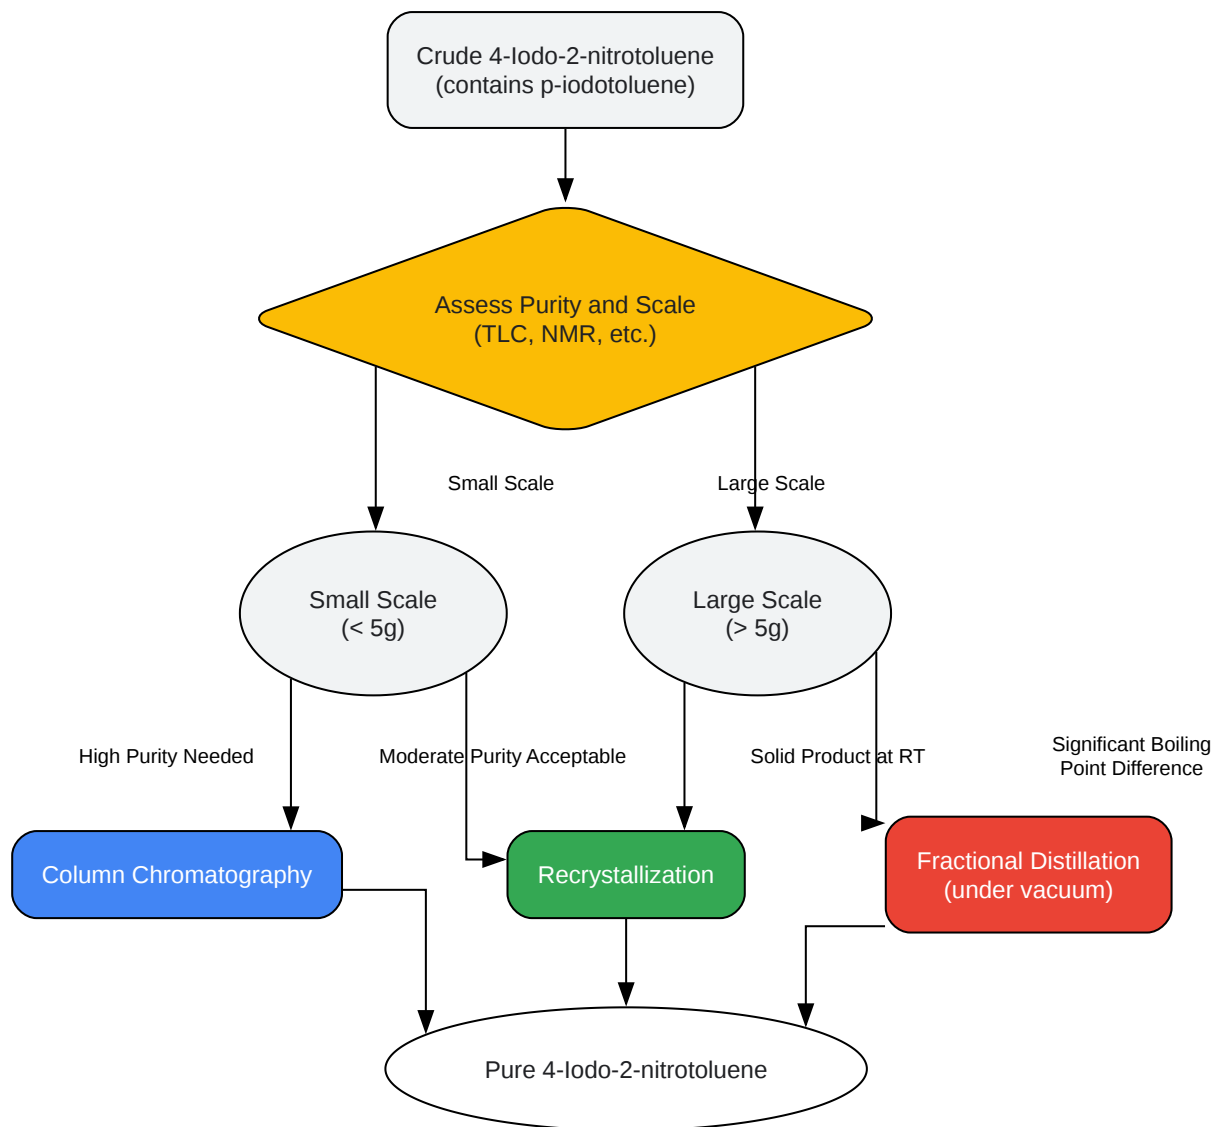 Crude 4-Iodo-2-nitrotoluene
(contains p-iodotoluene)
Assess Purity and Scale
(TLC, NMR, etc.)
Small Scale
Large Scale
Small Scale
(< 5g)
Large Scale
(> 5g)
High Purity Needed
Moderate Purity Acceptable
Solid Product at RT
Significant Boiling
Point Difference
Column Chromatography
Recrystallization
Fractional Distillation
(under vacuum)
Pure 4-Iodo-2-nitrotoluene